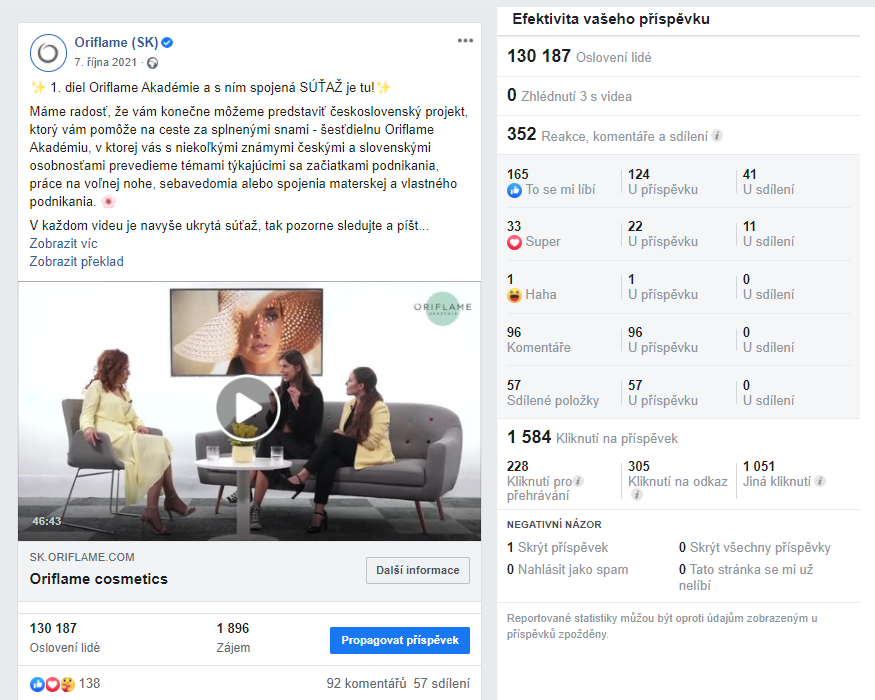 Oriflame (SK)
7. října 2021 ·
✨ 1. diel Oriflame Akadémie a s ním spojená SÚŤAŽ je tu!✨
Máme radosť, že vám konečne môžeme predstaviť československý projekt,
ktorý vám pomôže na ceste za splnenými snami - šesťdielnu Oriflame
Akadémiu, v ktorej vás s niekoľkými známymi českými a slovenskými
osobnosťami prevedieme témami týkajúcimi sa začiatkami podnikania,
práce na voľnej nohe, sebavedomia alebo spojenia materskej a vlastného
podnikania. 🌸
V každom videu je navyše ukrytá súťaž, tak pozorne sledujte a píšt...
Zobrazit víc
Zobrazit překlad
ORIFLAME
AKADEMIE
46:43
SK.ORIFLAME.COM
Oriflame cosmetics
Další informace
130 187
Oslovení lidé
1 896
Zájem
Propagovat příspěvek
138
92 komentářů 57 sdílení
Efektivita vašeho příspěvku
130 187 Oslovení lidé
0 Zhlédnutí 3 s videa
352 Reakce, komentáře a sdílení
165
To se mi líbí
124
U příspěvku
41
U sdílení
33
Super
22
U příspěvku
11
U sdílení
1
Haha
1
U příspěvku
0
U sdílení
96
Komentáře
96
U příspěvku
0
U sdílení
57
Sdílené položky
57
U příspěvku
0
U sdílení
1 584 Kliknutí na příspěvek
228
Kliknutí pro
přehrávání
305
Kliknutí na odkaz
1 051
Jiná kliknutí
NEGATIVNÍ NÁZOR
1 Skrýt příspěvek
0 Skrýt všechny příspěvky
0 Nahlásit jako spam
0 Tato stránka se mi už
nelíbí
Reportované statistiky můžou být oproti údajům zobrazeným u
příspěvků zpožděny.